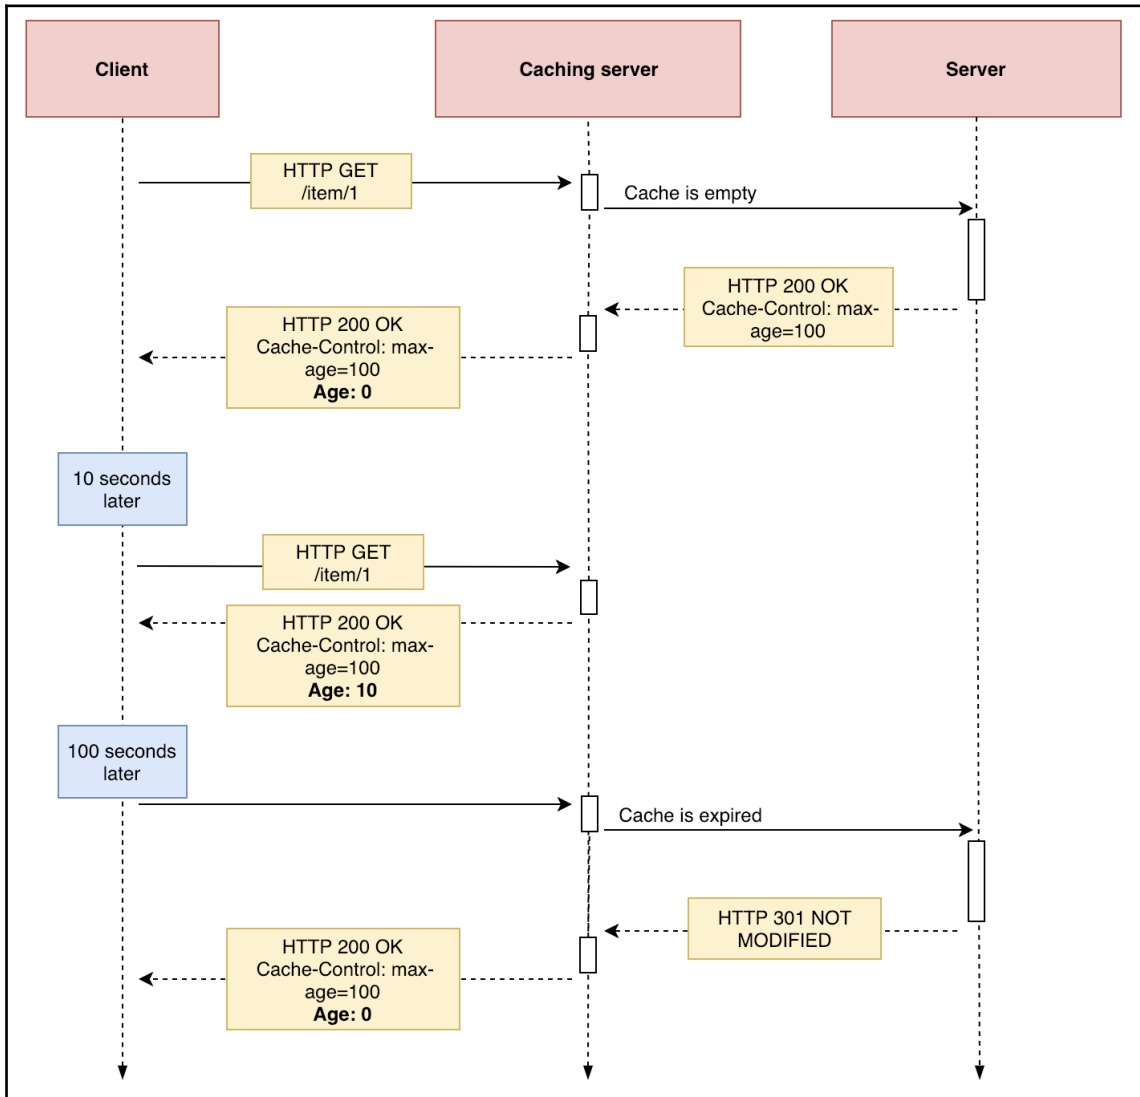 Client
Caching server
Server
HTTP GET
/item/1
Cache is empty
HTTP 200 OK
Cache-Control: max-
age=100
HTTP 200 OK
Cache-Control: max-
age=100
Age: 0
10 seconds
later
HTTP GET
/item/1
HTTP 200 OK
Cache-Control: max-
age=100
Age: 10
100 seconds
later
Cache is expired
HTTP 301 NOT
MODIFIED
HTTP 200 OK
Cache-Control: max-
age=100
Age: 0